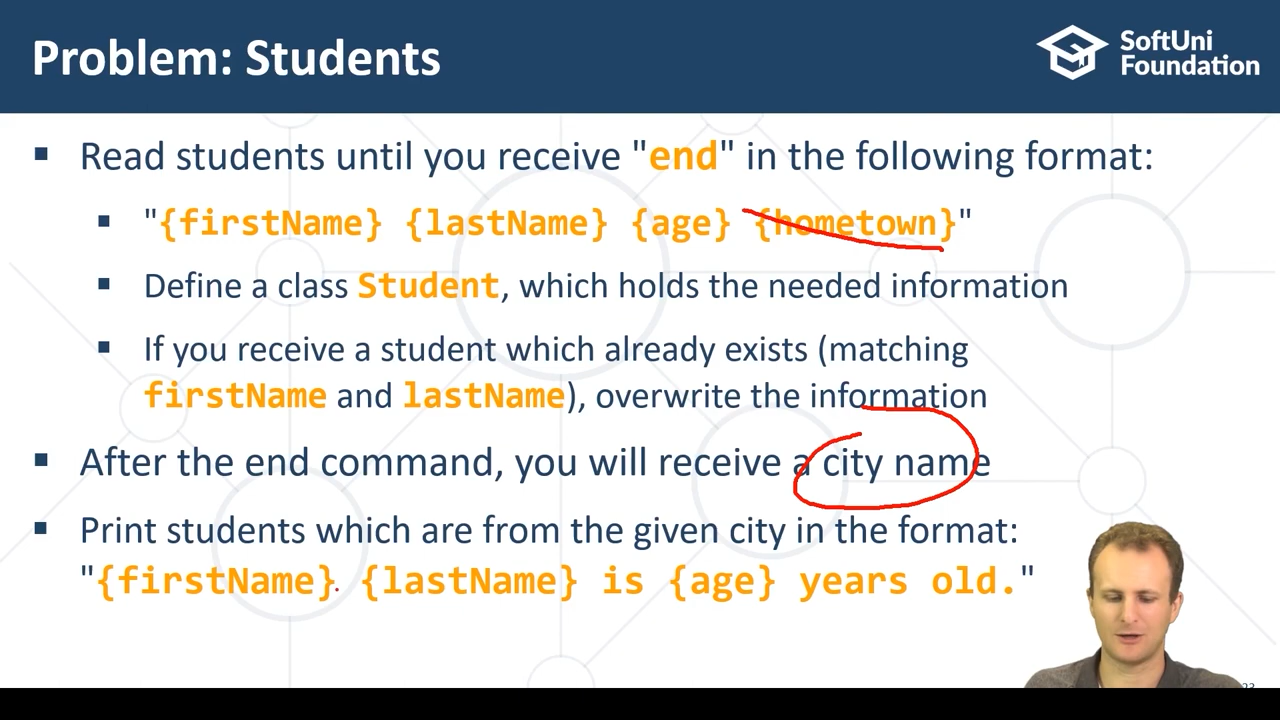 Problem: Students
SoftUni
Foundation
Read students until you receive "end" in the following format:
"{firstName} {lastName} {age} {hometown}"
Define a class Student, which holds the needed information
If you receive a student which already exists (matching
firstName and lastName), overwrite the information
After the end command, you will receive a city name
Print students which are from the given city in the format:
"{firstName} {lastName} is {age} years old."